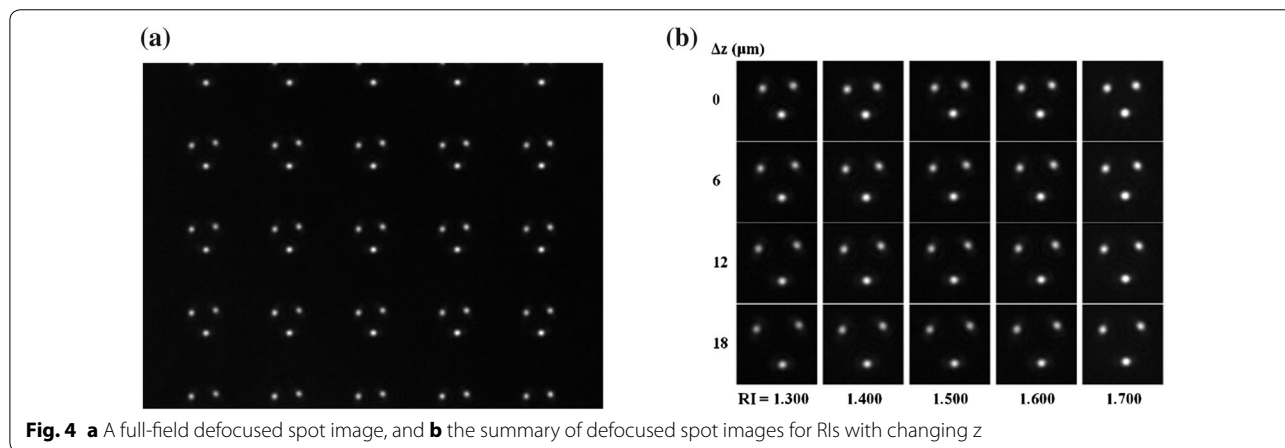 (a)
(b)
Δz (µm)
0
6
12
18
RI = 1.300 1.400 1.500 1.600 1.700
Fig. 4 a A full-field defocused spot image, and b the summary of defocused spot images for RIs with changing z